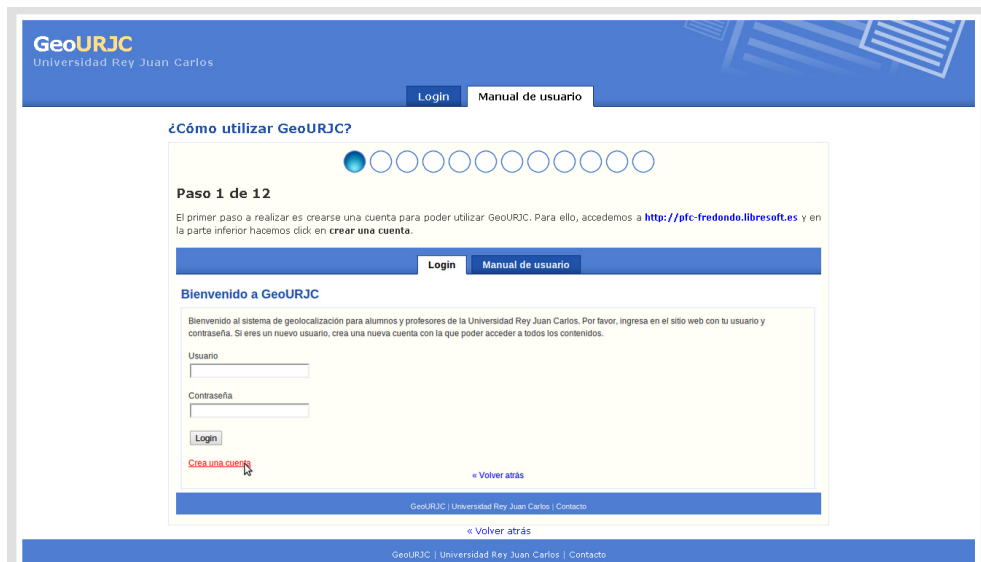 GeoURJC
Universidad Rey Juan Carlos
Login
Manual de usuario
¿Cómo utilizar GeoURJC?
Paso 1 de 12
El primer paso a realizar es crearse una cuenta para poder utilizar GeoURJC. Para ello, accedemos a http://pfc-fredondo.libresoft.es y en
la parte inferior hacemos click en crear una cuenta.
Login
Manual de usuario
Bienvenido a GeoURJC
Bienvenido al sistema de geolocalización para alumnos y profesores de la Universidad Rey Juan Carlos. Por favor, ingresa en el sitio web con tu usuario y
contraseña. Si eres un nuevo usuario, crea una nueva cuenta con la que poder acceder a todos los contenidos.
Usuario
Contraseña
Login
Crea una cuenta
« Volver atrás
GeoURJC | Universidad Rey Juan Carlos | Contacto
« Volver atrás
GeoURJC | Universidad Rey Juan Carlos | Contacto